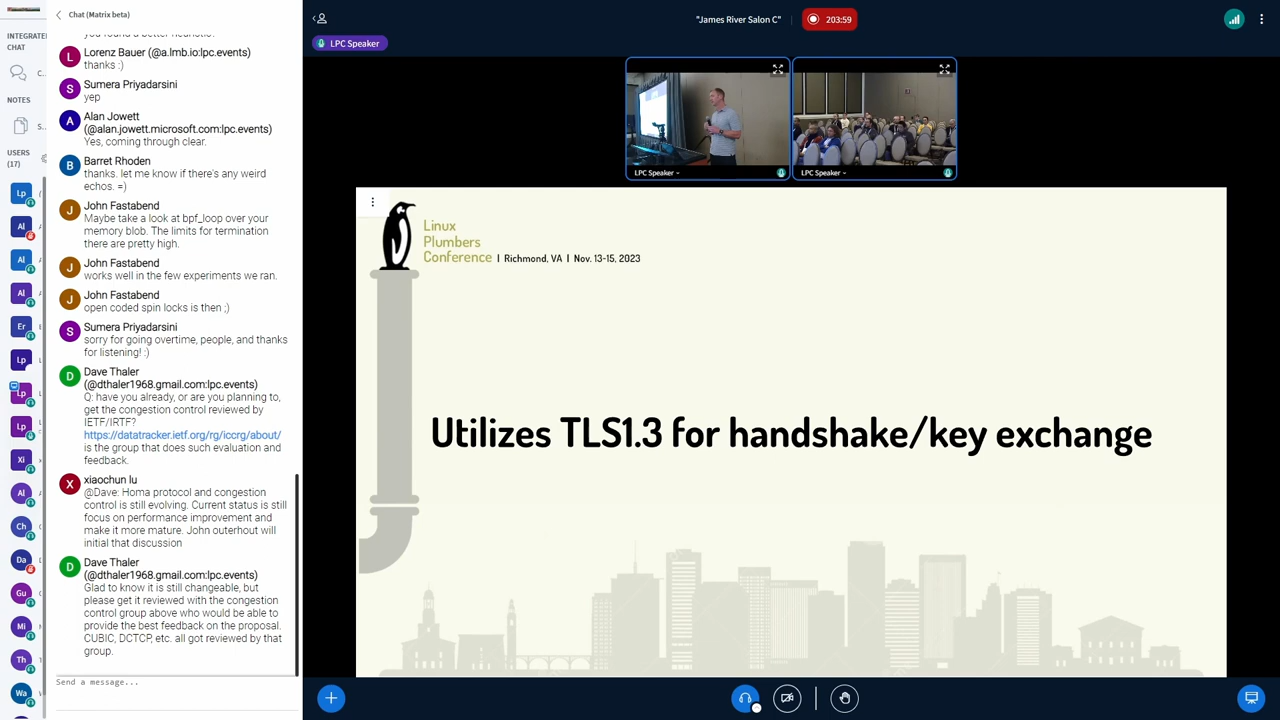 Chat (Matrix beta)
INTEGRATE
CHAT
C.
NOTES
S..
USERS
(17)
Lorenz Bauer (@a.lmb.io:lpc.events)
thanks :)
Sumera Priyadarsini
yep
Alan Jowett
(@alan.jowett.microsoft.com:lpc.events)
Yes, coming through clear.
Barret Rhoden
thanks. let me know if there's any weird
echos. =)
John Fastabend
Maybe take a look at bpf_loop over your
memory blob. The limits for termination
there are pretty high.
John Fastabend
works well in the few experiments we ran.
John Fastabend
open coded spin locks is then ;)
Sumera Priyadarsini
sorry for going overtime, people, and thanks
for listening! :)
Dave Thaler
(@dthaler1968.gmail.com:lpc.events)
Q: have you already, or are you planning to,
get the congestion control reviewed by
IETF/IRTF?
https://datatracker.ietf.org/rg/iccrg/about/
is the group that does such evaluation and
feedback.
xiaochun lu
@Dave: Homa protocol and congestion
control is still evolving. Current status is still
focus on performance improvement and
make it more mature. John outerhout will
initial that discussion
Dave Thaler
(@dthaler1968.gmail.com:lpc.events)
Glad to know it is still changeable, but
please get it reviewed with the congestion
control group above who would be able to
provide the best feedback on the proposal.
CUBIC, DCTCP, etc. all got reviewed by that
group.
Send a message...
"James River Salon C"
203:59
LPC Speaker
LPC Speaker
LPC Speaker
Linux
Plumbers
Conference | Richmond, VA | Nov. 13-15, 2023
Utilizes TLS1.3 for handshake/key exchange